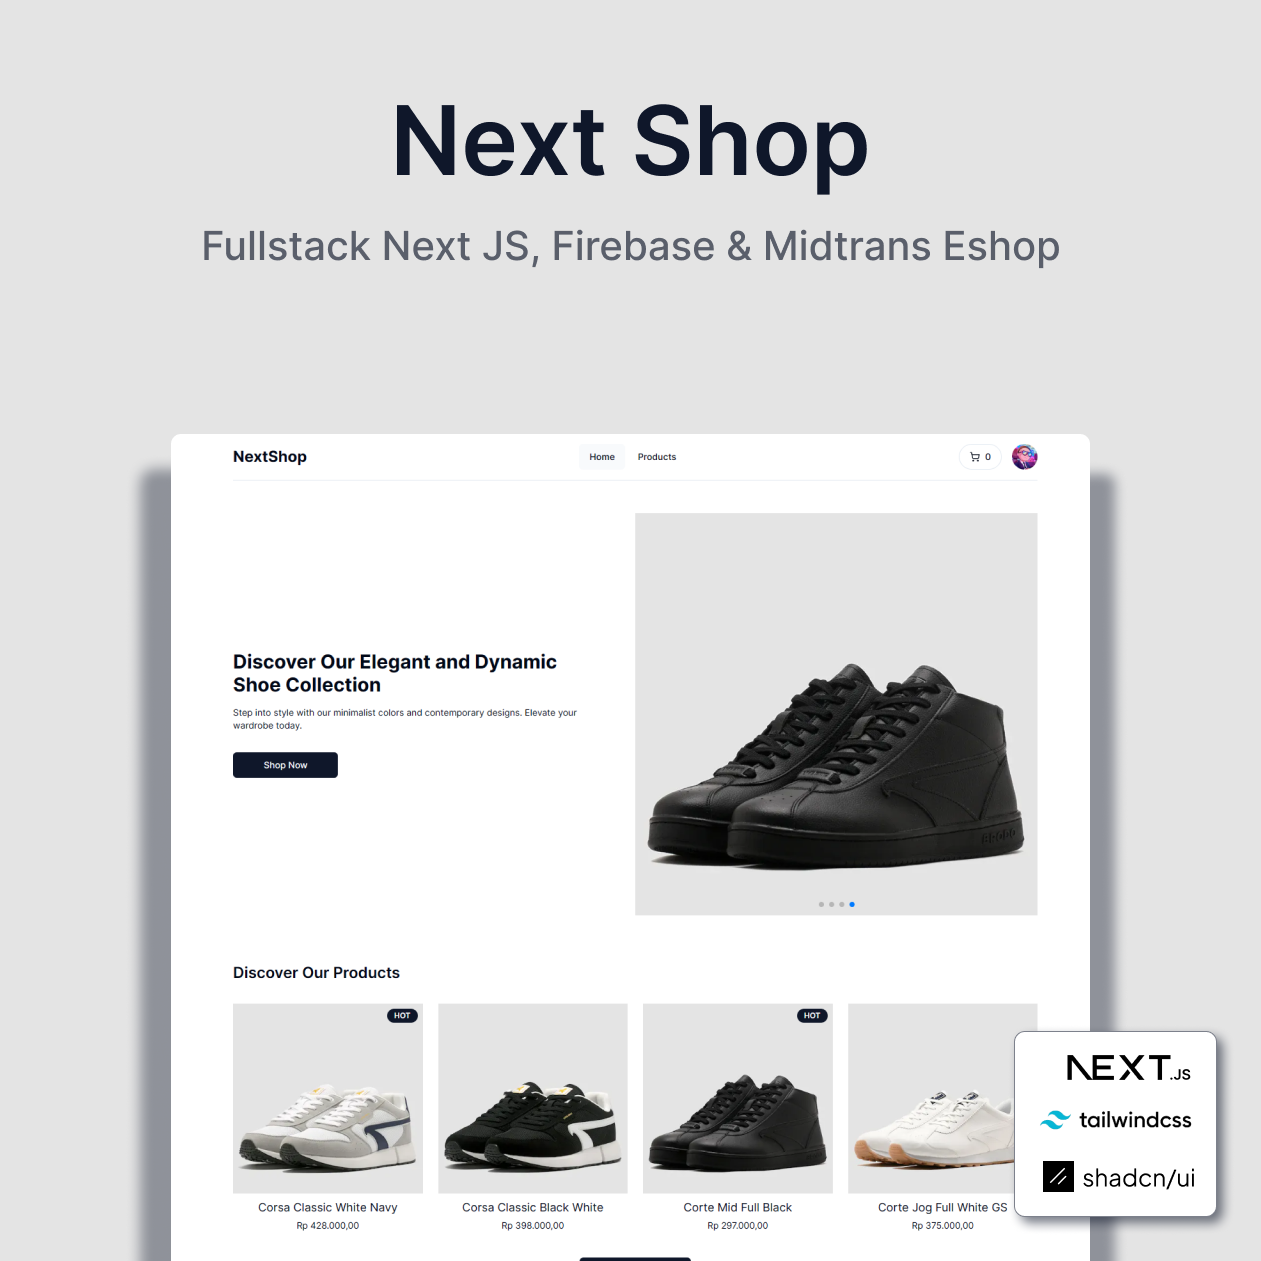 Next Shop
Fullstack Next JS, Firebase & Midtrans Eshop
NextShop
Home
Products
0
Discover Our Elegant and Dynamic
Shoe Collection
Step into style with our minimalist colors and contemporary designs. Elevate your
wardrobe today.
Shop Now
Discover Our Products
HOT
HOT
Corsa Classic White Navy
Corsa Classic Black White
Corte Mid Full Black
Corte Jog Full White GS
Rp 428.000,00
Rp 398.000,00
Rp 297.000,00
Rp 375.000,00
NEXT.JS
tailwindcss
shadcn/ui